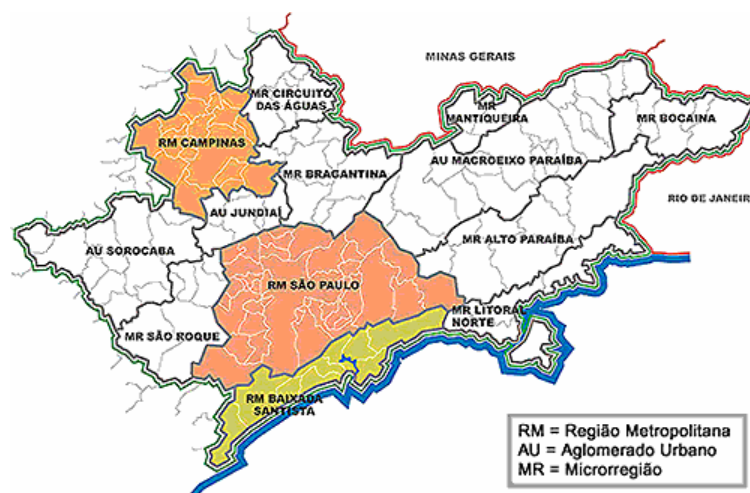 MINAS GERAIS
MR CIRCUITO
DAS ÁGUAS
MR
MANTIQUEIRA
MR BOCAINA
RM CAMPINAS
AU MACROEIXO PARAÍBA
MR BRAGANTINA
RIO DE JANEIR
AU JUNDIAÍ
MR ALTO PARAÍBA
AU SOROCABA
RM SÃO PAULO
MR LITORAL
NORTE
MR SÃO ROQUE
RM BAIXADA
SANTISTA
RM = Região Metropolitana
AU = Aglomerado Urbano
MR = Microrregião